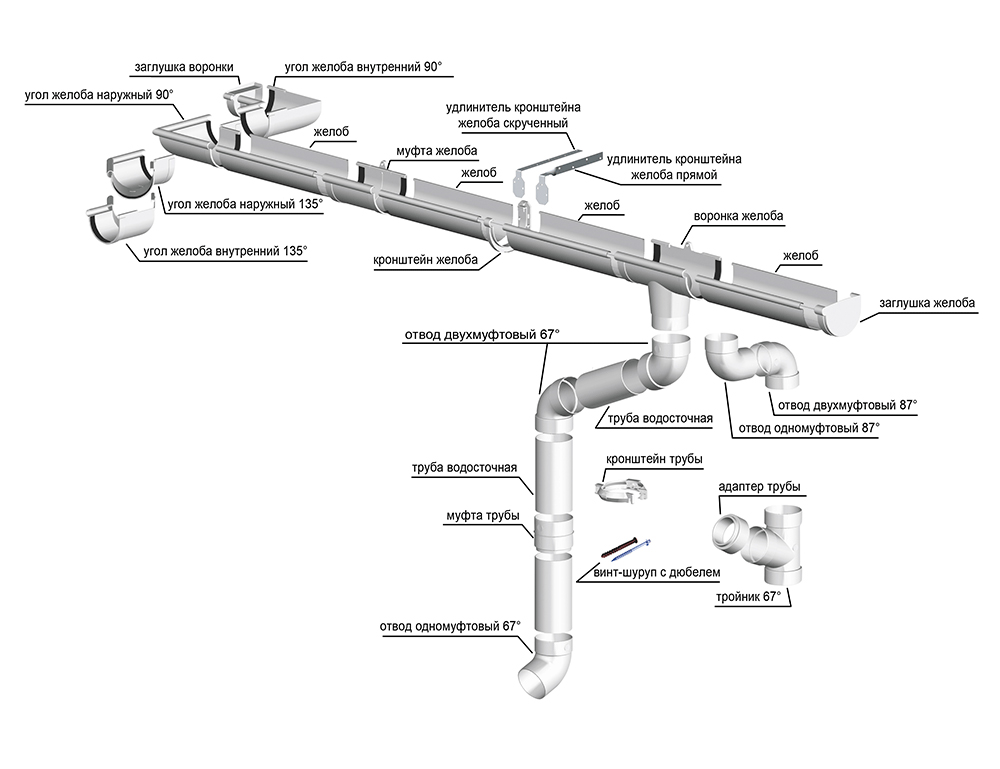 заглушка воронки
угол желоба внутренний 90°
угол желоба наружный 90°
желоб
муфта желоба
желоб
удлинитель кронштейна
желоба скрученный
удлинитель кронштейна
желоба прямой
угол желоба наружный 135°
желоб
воронка желоба
угол желоба внутренний 135°
кронштейн желоба
желоб
заглушка желоба
отвод двухмуфтовый 67°
отвод двухмуфтовый 87°
труба водосточная
отвод одномуфтовый 87°
труба водосточная
кронштейн трубы
адаптер трубы
муфта трубы
винт-шуруп с дюбелем
тройник 67°
отвод одномуфтовый 67°